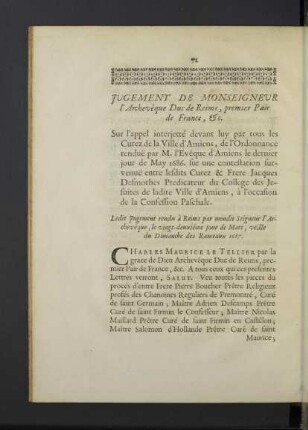 72
JUGEMENT DE MONSEIGNEUR
l'Archevêque Duc de Reims, premier Pair
de France, &c.
Sur l'appel interjetté devant luy par tous les
Curez de la Ville d'Amiens, de l'Ordonnance
rendue par M. l'Evêque d'Amiens le dernier
jour de May 1686. sur une contestation sur-
venue entre lesdits Curez & Frere Jacques
Desmothes Predicateur du College des Je-
suites de ladite Ville d'Amiens, à l'occasion
de la Confession Paschale.
Ledit Jugement rendu à Reims par mondit Seigneur l'Ar-
chevêque, le vingt-deuxiéme jour de Mars, veille
du Dimanche des Rameaux 1687.
CHARLES MAURICE LE TELLIER par la
grace de Dieu Archevêque Duc de Reims, pre-
mier Pair de France, &c. A tous ceux qui ces presentes
Lettres verront, SALUT. Veu toutes les pieces du
procés d'entre Frere Pierre Boucher Prêtre Religieux
profés des Chanoines Reguliers de Premontré, Curé
de saint Germain; Maître Adrien Descamps Prêtre Curé
de saint Firmin le Confesseur; Maître Nicolas
Maillard Prêtre Curé de saint Firmin en Castillon;
Maître Salomon d'Hollande Prêtre Curé de saint
Maurice;